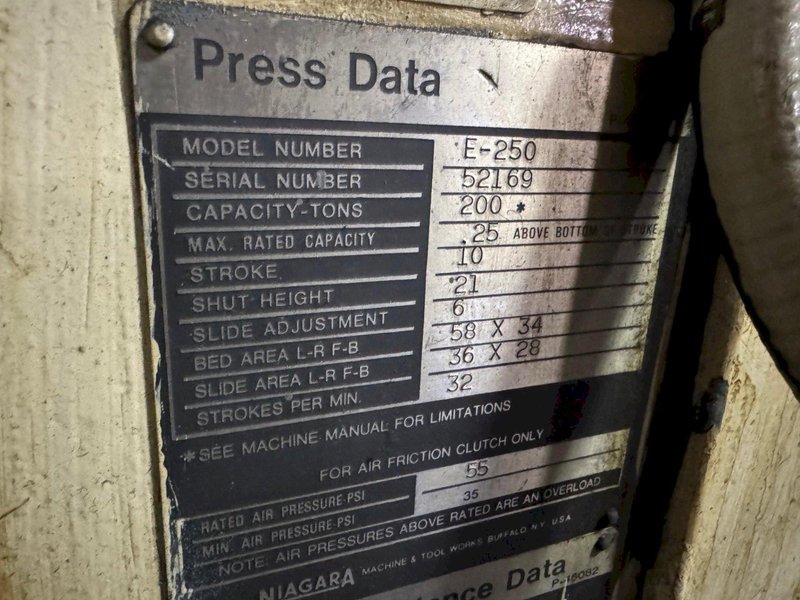 Press Data
MODEL NUMBER E-250
SERIAL NUMBER 52169
CAPACITY-TONS 200 *
MAX. RATED CAPACITY .25 ABOVE BOTTOM OF STROKE
STROKE 10
SHUT HEIGHT 21
SLIDE ADJUSTMENT 6
BED AREA L-R F-B 58 X 34
SLIDE AREA L-R F-B 36 X 28
STROKES PER MIN. 32
*SEE MACHINE MANUAL FOR LIMITATIONS
FOR AIR FRICTION CLUTCH ONLY
RATED AIR PRESSURE-PSI 55
MIN. AIR PRESSURE-PSI 35
NOTE: AIR PRESSURES ABOVE RATED ARE AN OVERLOAD
NIAGARA MACHINE & TOOL WORKS BUFFALO N.Y. U.S.A.
Data
P-16082